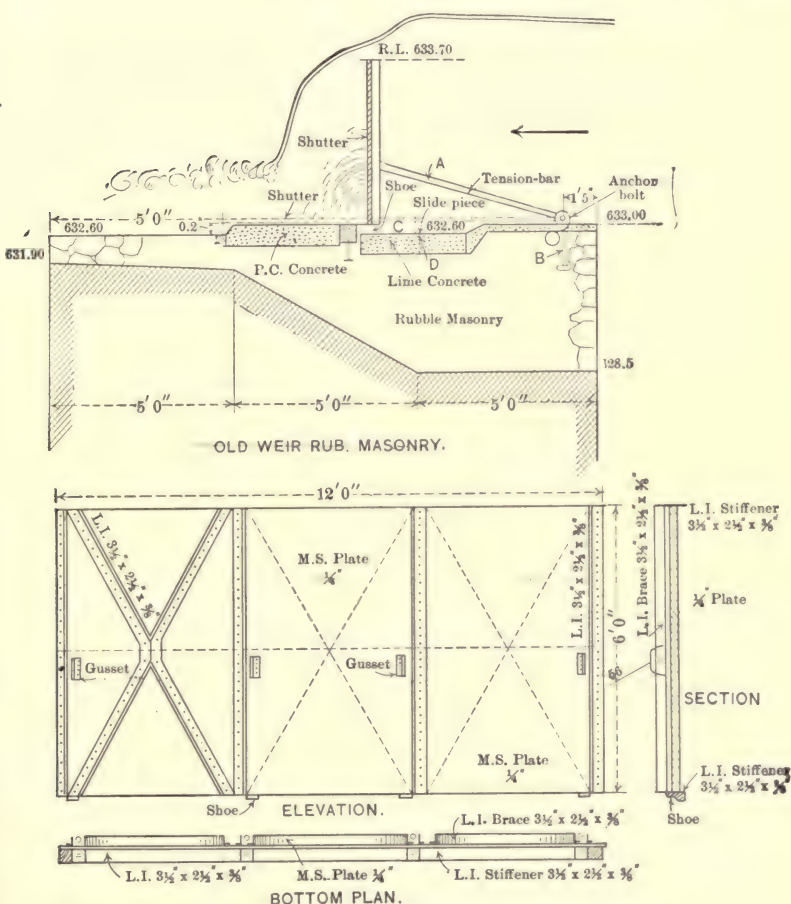 R.L. 633.70
Shutter
A
Tension-bar
1'5"
Anchor
bolt
Shoe
Shutter
Slide piece
5'0"
0.2'
632.60
C
632.60
633.00
631.90
P.C. Concrete
D
B
Lime Concrete
Rubble Masonry
128.5
5'0"
5'0"
5'0"
OLD WEIR RUB. MASONRY.
12'0"
L.I. 3½" x 2½" x ⅜"
M.S. Plate
¼"
L.I. 3½" x 2½" x ⅜"
6'0"
L.I. Brace 3½" x 2½" x ⅜"
L.I. Stiffener
3½" x 2½" x ⅜"
¼" Plate
Gusset
Gusset
SECTION
M.S. Plate
¼"
L.I. Stiffener
3½" x 2½" x ⅜"
Shoe
Shoe
ELEVATION.
L.I. Brace 3½" x 2½" x ⅜"
L.I. 3½" x 2½" x ⅜"
M.S. Plate ¼"
L.I. Stiffener 3½" x 2½" x ⅜"
BOTTOM PLAN.